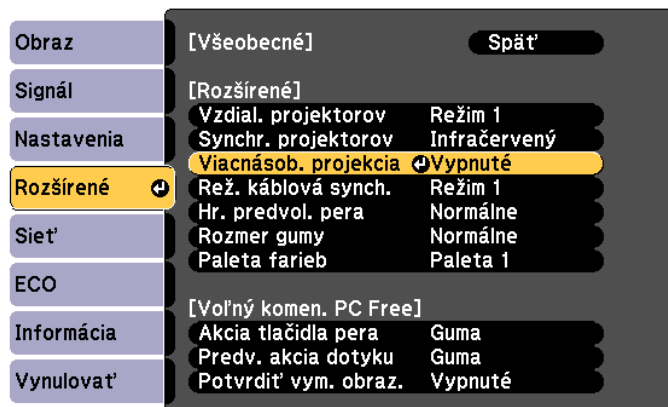 Obraz
Signál
Nastavenia
Rozšírené
Sieť
ECO
Informácia
Vynulovať
[Všeobecné] Späť
[Rozšírené]
Vzdial. projektorov Režim 1
Synchr. projektorov Infračervený
Viacnásob. projekcia Vypnuté
Rež. káblová synch. Režim 1
Hr. predvol. pera Normálne
Rozmer gumy Normálne
Paleta farieb Paleta 1
[Voľný komen. PC Free]
Akcia tlačidla pera Guma
Predv. akcia dotyku Guma
Potvrdiť vym. obraz. Vypnuté